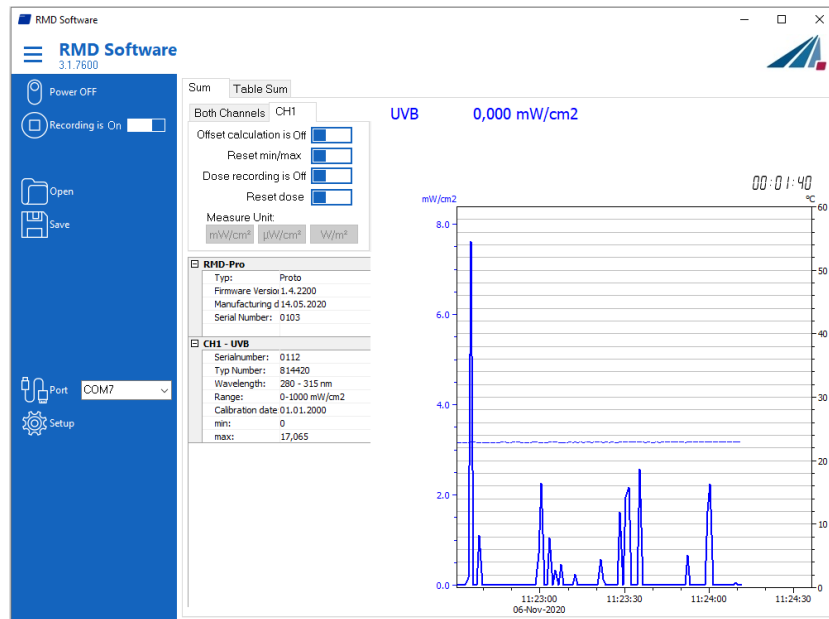 RMD Software
RMD Software
3.1.7600
Power OFF
Recording is On
Open
Save
Port COM7
Setup
Sum Table Sum
Both Channels CH1
Offset calculation is Off
Reset min/max
Dose recording is Off
Reset dose
Measure Unit:
mW/cm² µW/cm² W/m²
RMD-Pro
Typ: Proto
Firmware Versio 1.4.2200
Manufacturing d 14.05.2020
Serial Number: 0103
CH1 - UVB
Serialnumber: 0112
Typ Number: 814420
Wavelength: 280 - 315 nm
Range: 0-1000 mW/cm2
Calibration date 01.01.2000
min: 0
max: 17,065
UVB 0,000 mW/cm2
00:01:40
mW/cm2 °C
8.0
6.0
4.0
2.0
0.0
60
50
40
30
20
10
0
11:23:00 11:23:30 11:24:00 11:24:30
06-Nov-2020